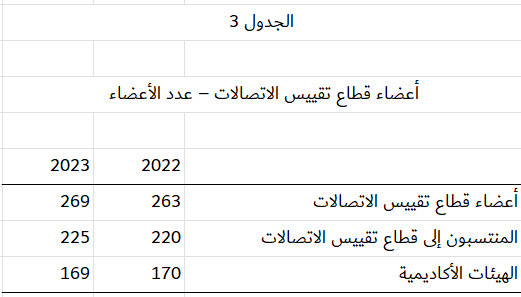 الجدول 3
أعضاء قطاع تقييس الاتصالات – عدد الأعضاء
2022 2023
أعضاء قطاع تقييس الاتصالات 263 269
المنتسبون إلى قطاع تقييس الاتصالات 220 225
الهيئات الأكاديمية 170 169